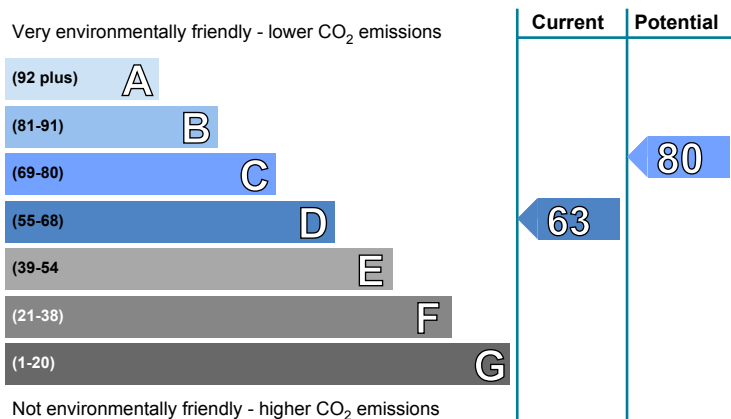 Very environmentally friendly - lower CO2 emissions
Current
Potential
(92 plus) A
(81-91) B
(69-80) C
80
(55-68) D
63
(39-54 E
(21-38) F
(1-20) G
Not environmentally friendly - higher CO2 emissions